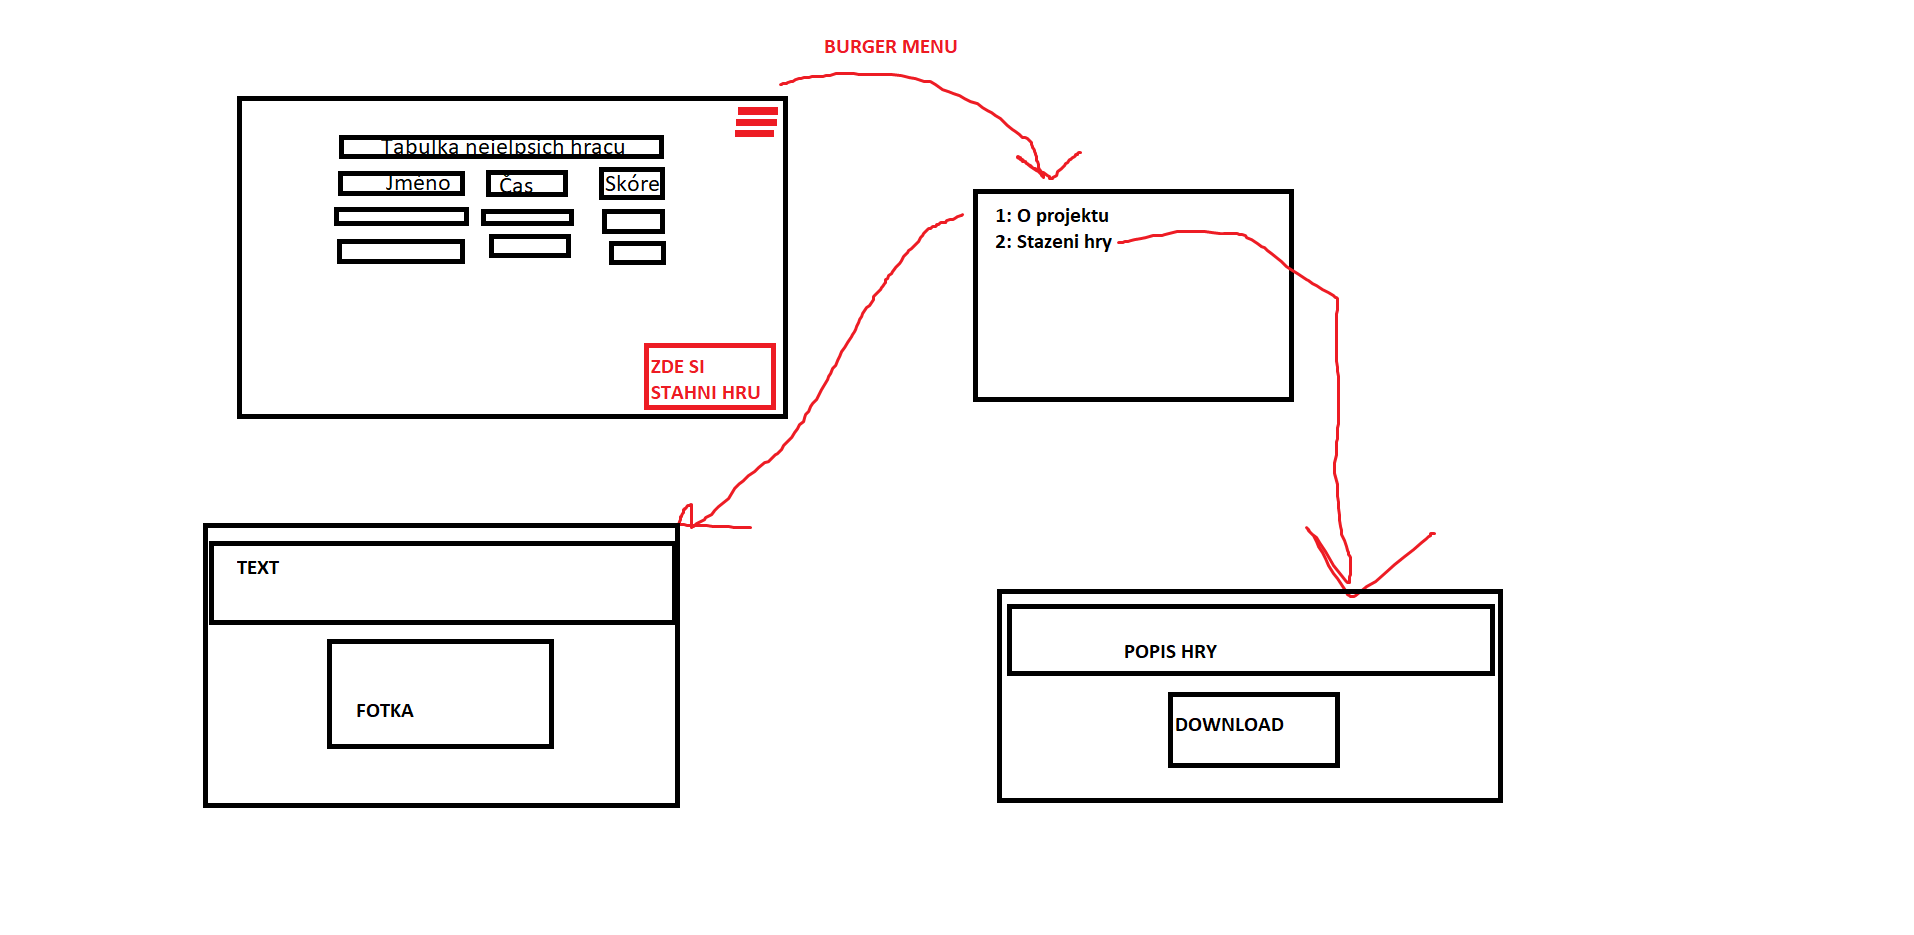 BURGER MENU
Tabulka nejelpsich hracu
Jméno
Čas
Skóre
ZDE SI
STAHNI HRU
1: O projektu
2: Stazeni hry
TEXT
FOTKA
POPIS HRY
DOWNLOAD